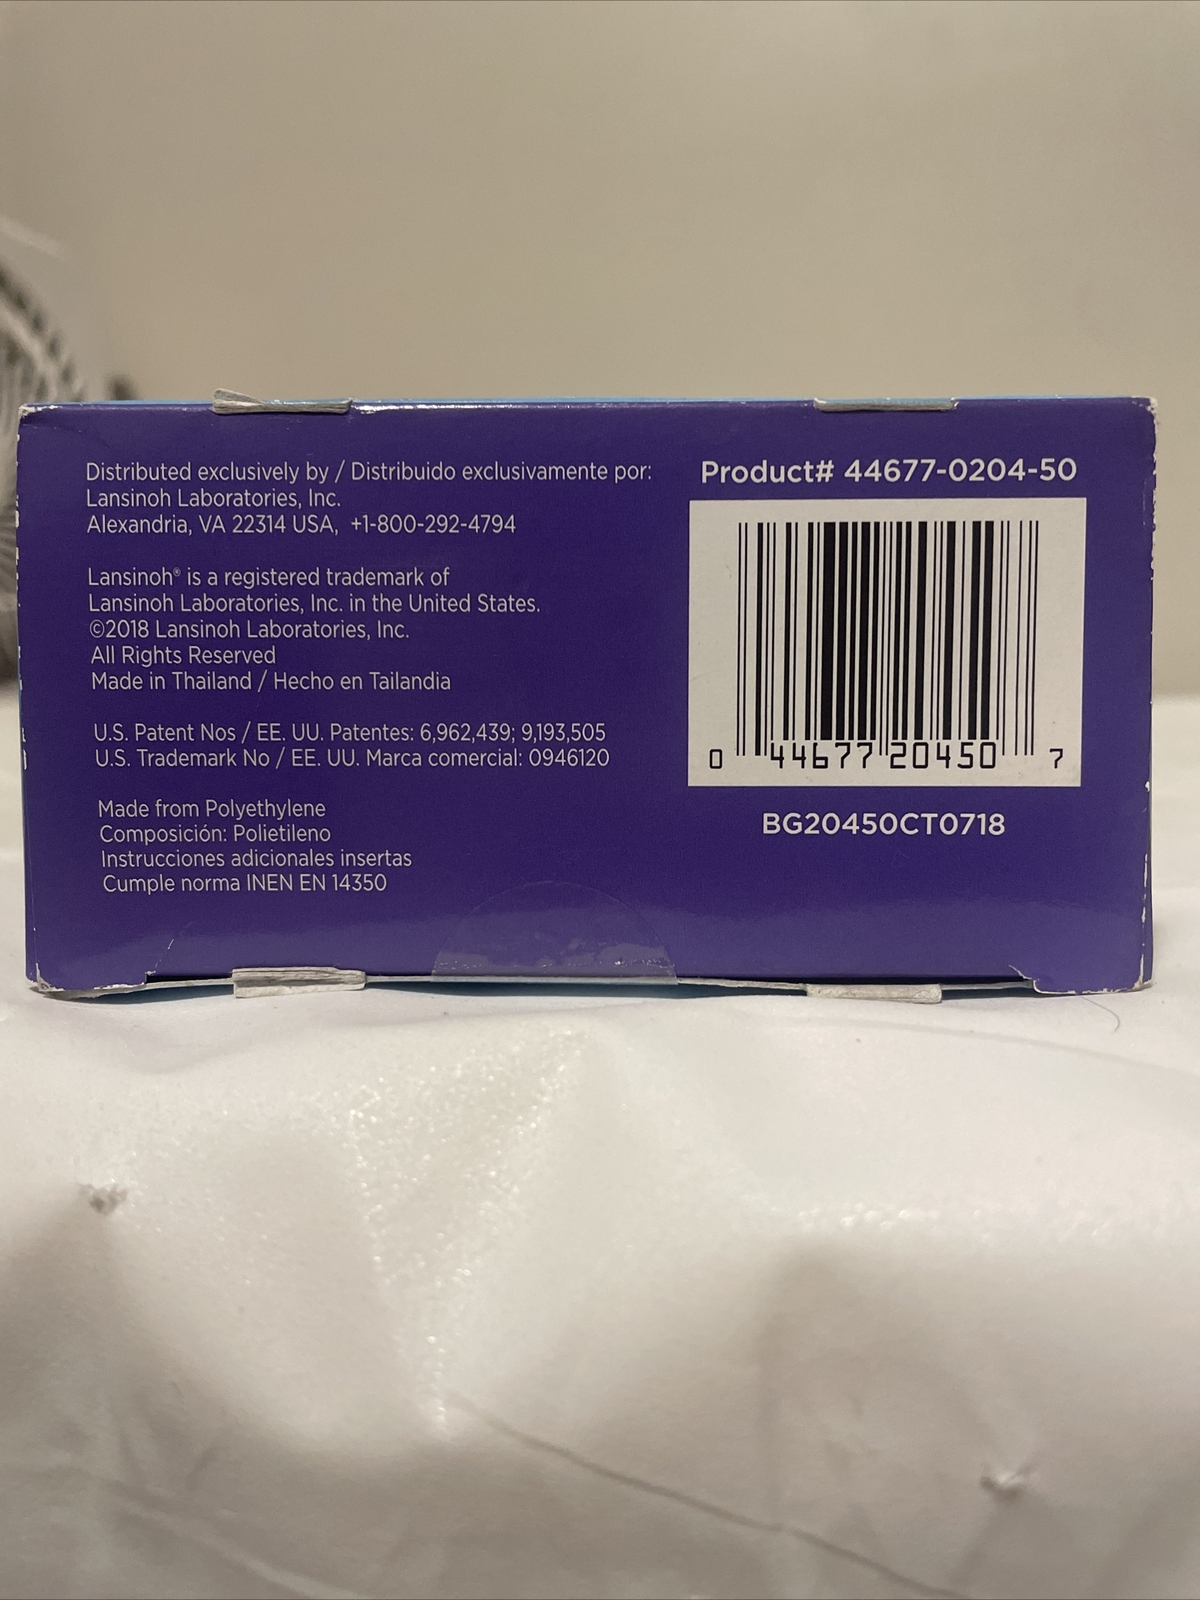 Distributed exclusively by / Distribuido exclusivamente por:
Lansinoh Laboratories, Inc.
Alexandria, VA 22314 USA, +1-800-292-4794
Lansinoh® is a registered trademark of
Lansinoh Laboratories, Inc. in the United States.
©2018 Lansinoh Laboratories, Inc.
All Rights Reserved
Made in Thailand / Hecho en Tailandia
U.S. Patent Nos / EE. UU. Patentes: 6,962,439; 9,193,505
U.S. Trademark No / EE. UU. Marca comercial: 0946120
Made from Polyethylene
Composición: Polietileno
Instrucciones adicionales insertas
Cumple norma INEN EN 14350
Product# 44677-0204-50
0 44677 20450 7
BG20450CT0718